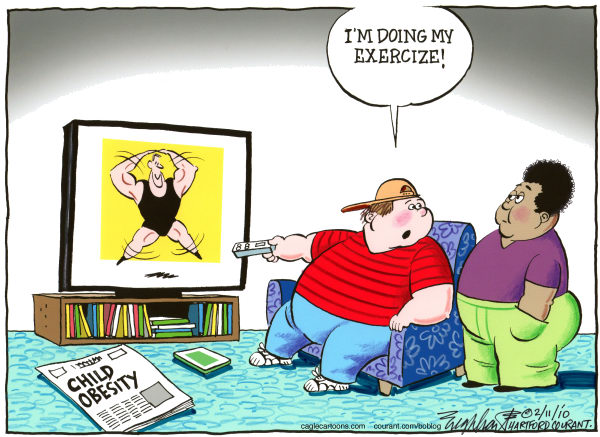 I'M DOING MY
EXERCIZE!
CHILD
OBESITY
caglecartoons.com courant.com/boblog
©2/11/10
HARTFORD COURANT.